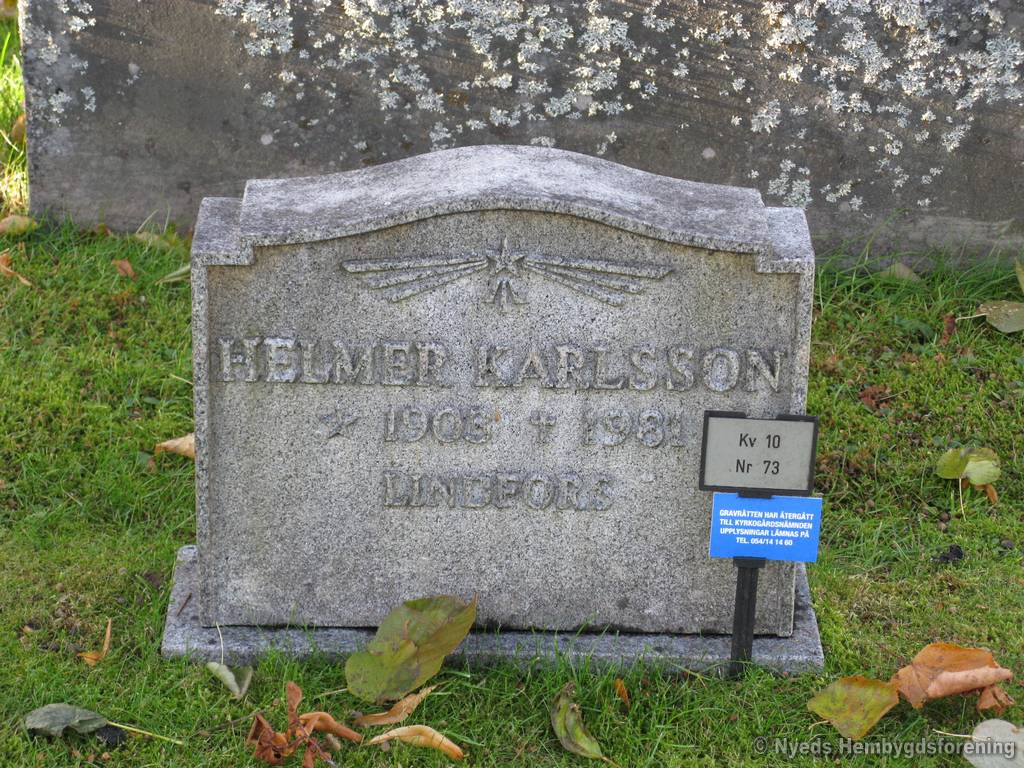 HELMER KARLSSON
★ 1903 ✝ 1981
LINDFORS
Kv 10
Nr 73
GRAVRÄTTEN HAR ÅTERGÅTT
TILL KYRKOGÅRDSNÄMNDEN
UPPLYSNINGAR LÄMNAS PÅ
TEL. 054/14 14 60
© Nyeds Hembygdsförening